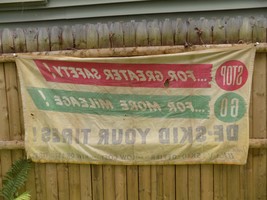 STOP
...FOR GREATER SAFETY!
GO
...FOR MORE MILEAGE!
DE-SKID YOUR TIRES!